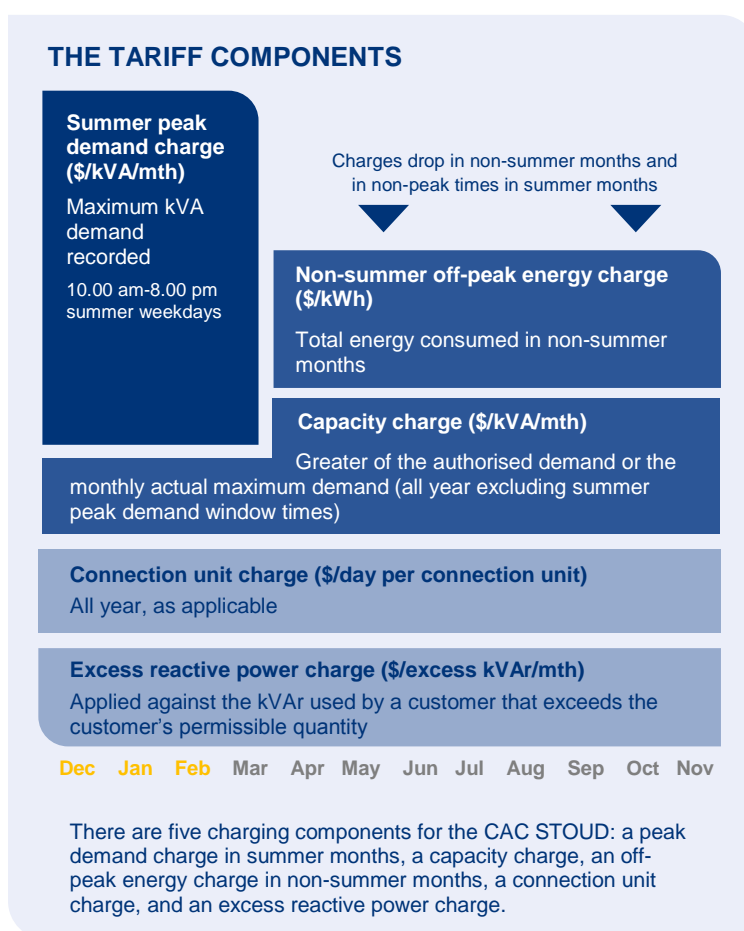 THE TARIFF COMPONENTS
Summer peak
demand charge
($/kVA/mth)
Maximum kVA
demand
recorded
10.00 am-8.00 pm
summer weekdays
Charges drop in non-summer months and
in non-peak times in summer months
Non-summer off-peak energy charge
($/kWh)
Total energy consumed in non-summer
months
Capacity charge ($/kVA/mth)
Greater of the authorised demand or the
monthly actual maximum demand (all year excluding summer
peak demand window times)
Connection unit charge ($/day per connection unit)
All year, as applicable
Excess reactive power charge ($/excess kVAr/mth)
Applied against the kVAr used by a customer that exceeds the
customer's permissible quantity
Dec Jan Feb Mar Apr May Jun Jul Aug Sep Oct Nov
There are five charging components for the CAC STOUD: a peak
demand charge in summer months, a capacity charge, an off-
peak energy charge in non-summer months, a connection unit
charge, and an excess reactive power charge.